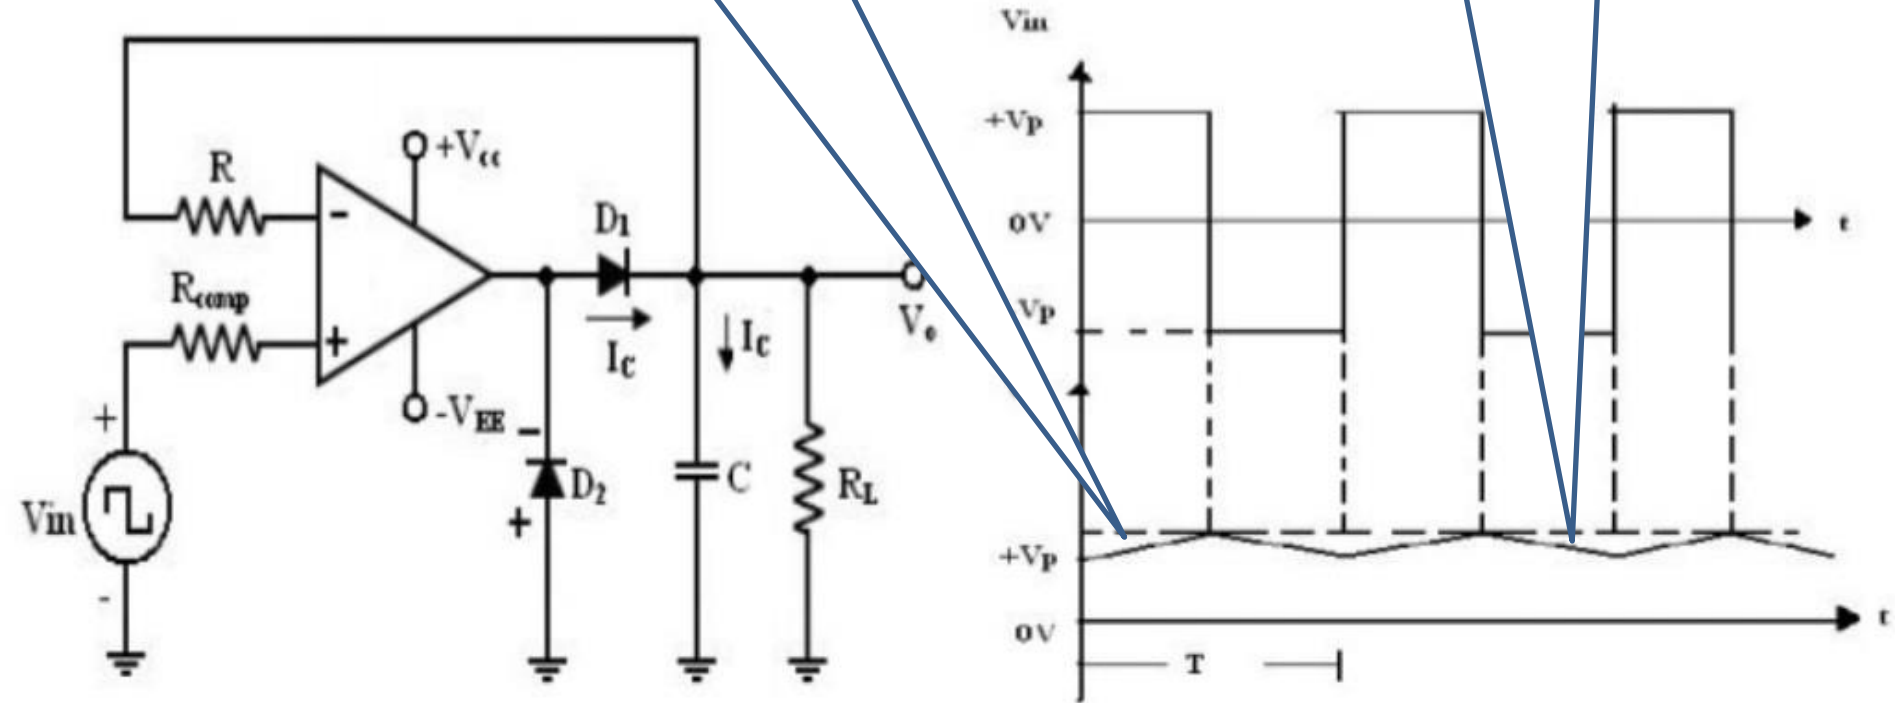 R
+Vcc
-
D1
Rcomp
+
IC
IC
Vo
-VEE
+
-
D2
+
C
RL
Vin
-
Vin
+VP
0V
t
VP
+VP
0V
t
T